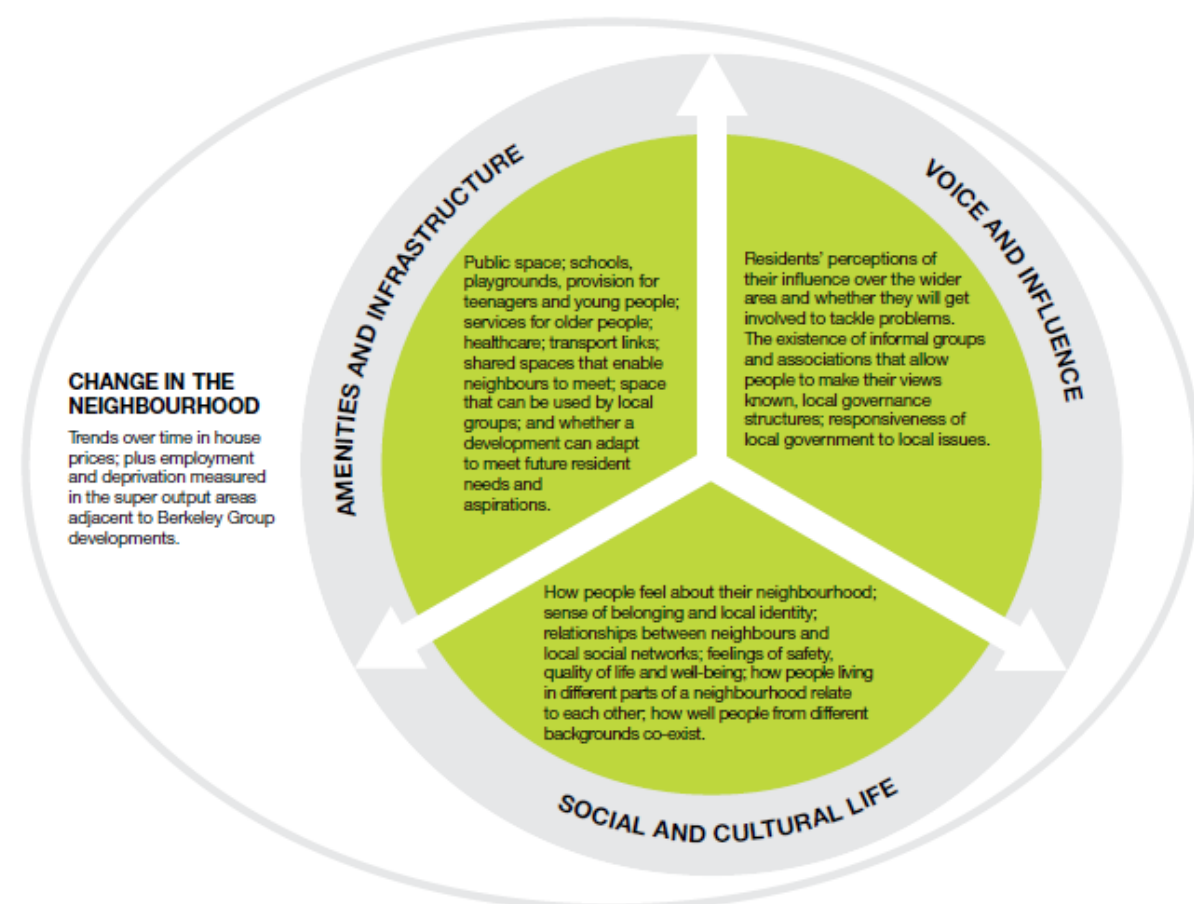 AMENITIES AND INFRASTRUCTURE
Public space; schools,
playgrounds, provision for
teenagers and young people;
services for older people;
healthcare; transport links;
shared spaces that enable
neighbours to meet; space
that can be used by local
groups; and whether a
development can adapt
to meet future resident
needs and
aspirations.
VOICE AND INFLUENCE
Residents’ perceptions of
their influence over the wider
area and whether they will get
involved to tackle problems.
The existence of informal groups
and associations that allow
people to make their views
known, local governance
structures; responsiveness of
local government to local issues.
CHANGE IN THE
NEIGHBOURHOOD
Trends over time in house
prices; plus employment
and deprivation measured
in the super output areas
adjacent to Berkeley Group
developments.
How people feel about their neighbourhood;
sense of belonging and local identity;
relationships between neighbours and
local social networks; feelings of safety,
quality of life and well-being; how people living
in different parts of a neighbourhood relate
to each other; how well people from different
backgrounds co-exist.
SOCIAL AND CULTURAL LIFE